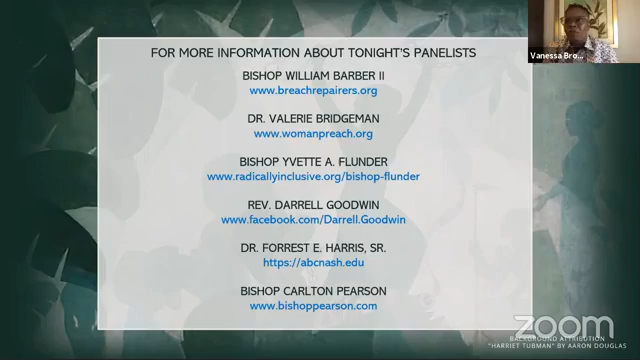 FOR MORE INFORMATION ABOUT TONIGHT'S PANELISTS
BISHOP WILLIAM BARBER II
www.breachrepairers.org
DR. VALERIE BRIDGEMAN
www.womanpreach.org
BISHOP YVETTE A. FLUNDER
www.radicallyinclusive.org/bishop-flunder
REV. DARRELL GOODWIN
www.facebook.com/Darrell.Goodwin
DR. FORREST E. HARRIS, SR.
https://abcnash.edu
BISHOP CARLTON PEARSON
www.bishoppearson.com
Vanessa Bro...
zoom
BACKGROUND ATTRIBUTION
"HARRIET TUBMAN" BY AARON DOUGLAS